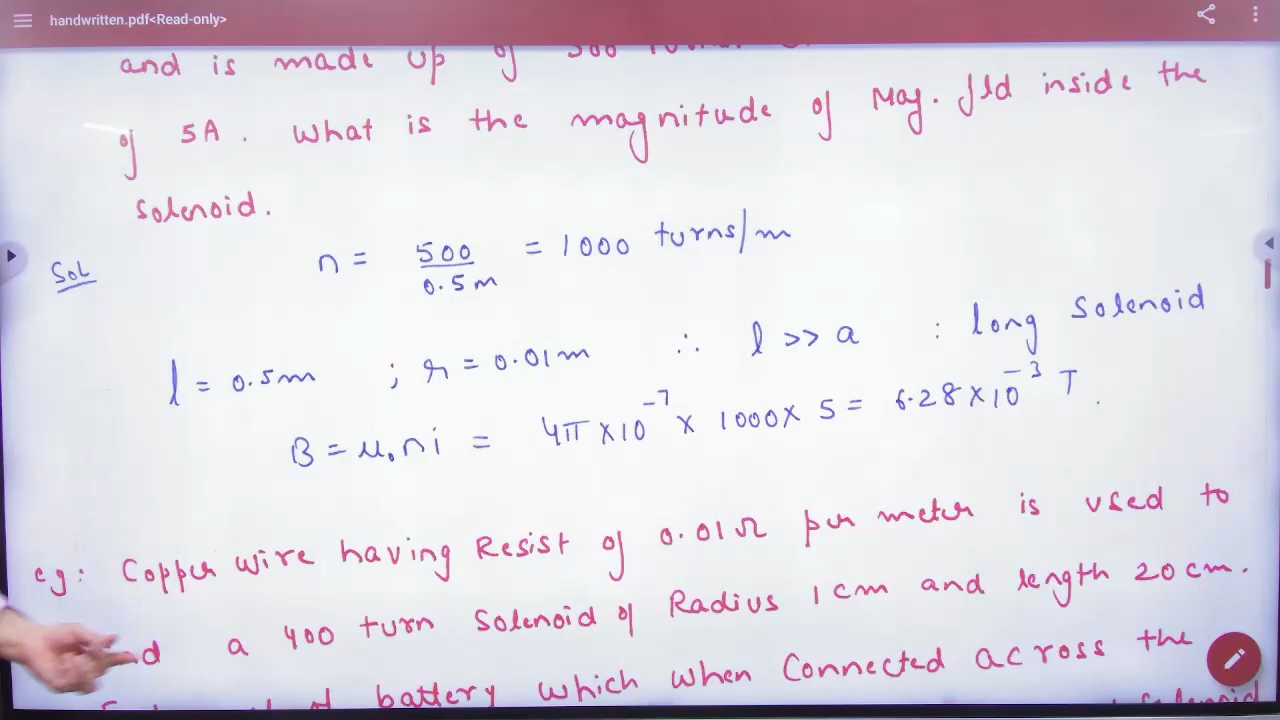 handwritten.pdf<Read-only>
and is made up of 500
of 5A. What is the magnitude of Mag. fld inside the
solenoid.
Sol n = 500/0.5m = 1000 turns/m
l = 0.5m ; r = 0.01m ∴ l >> a : long solenoid
B = μ₀ni = 4π×10⁻⁷ × 1000 × 5 = 6.28×10⁻³ T.
eg: Copper wire having Resist of 0.01Ω per meter is used to
a 400 turn solenoid of Radius 1cm and length 20cm.
battery which when connected across the
solenoid